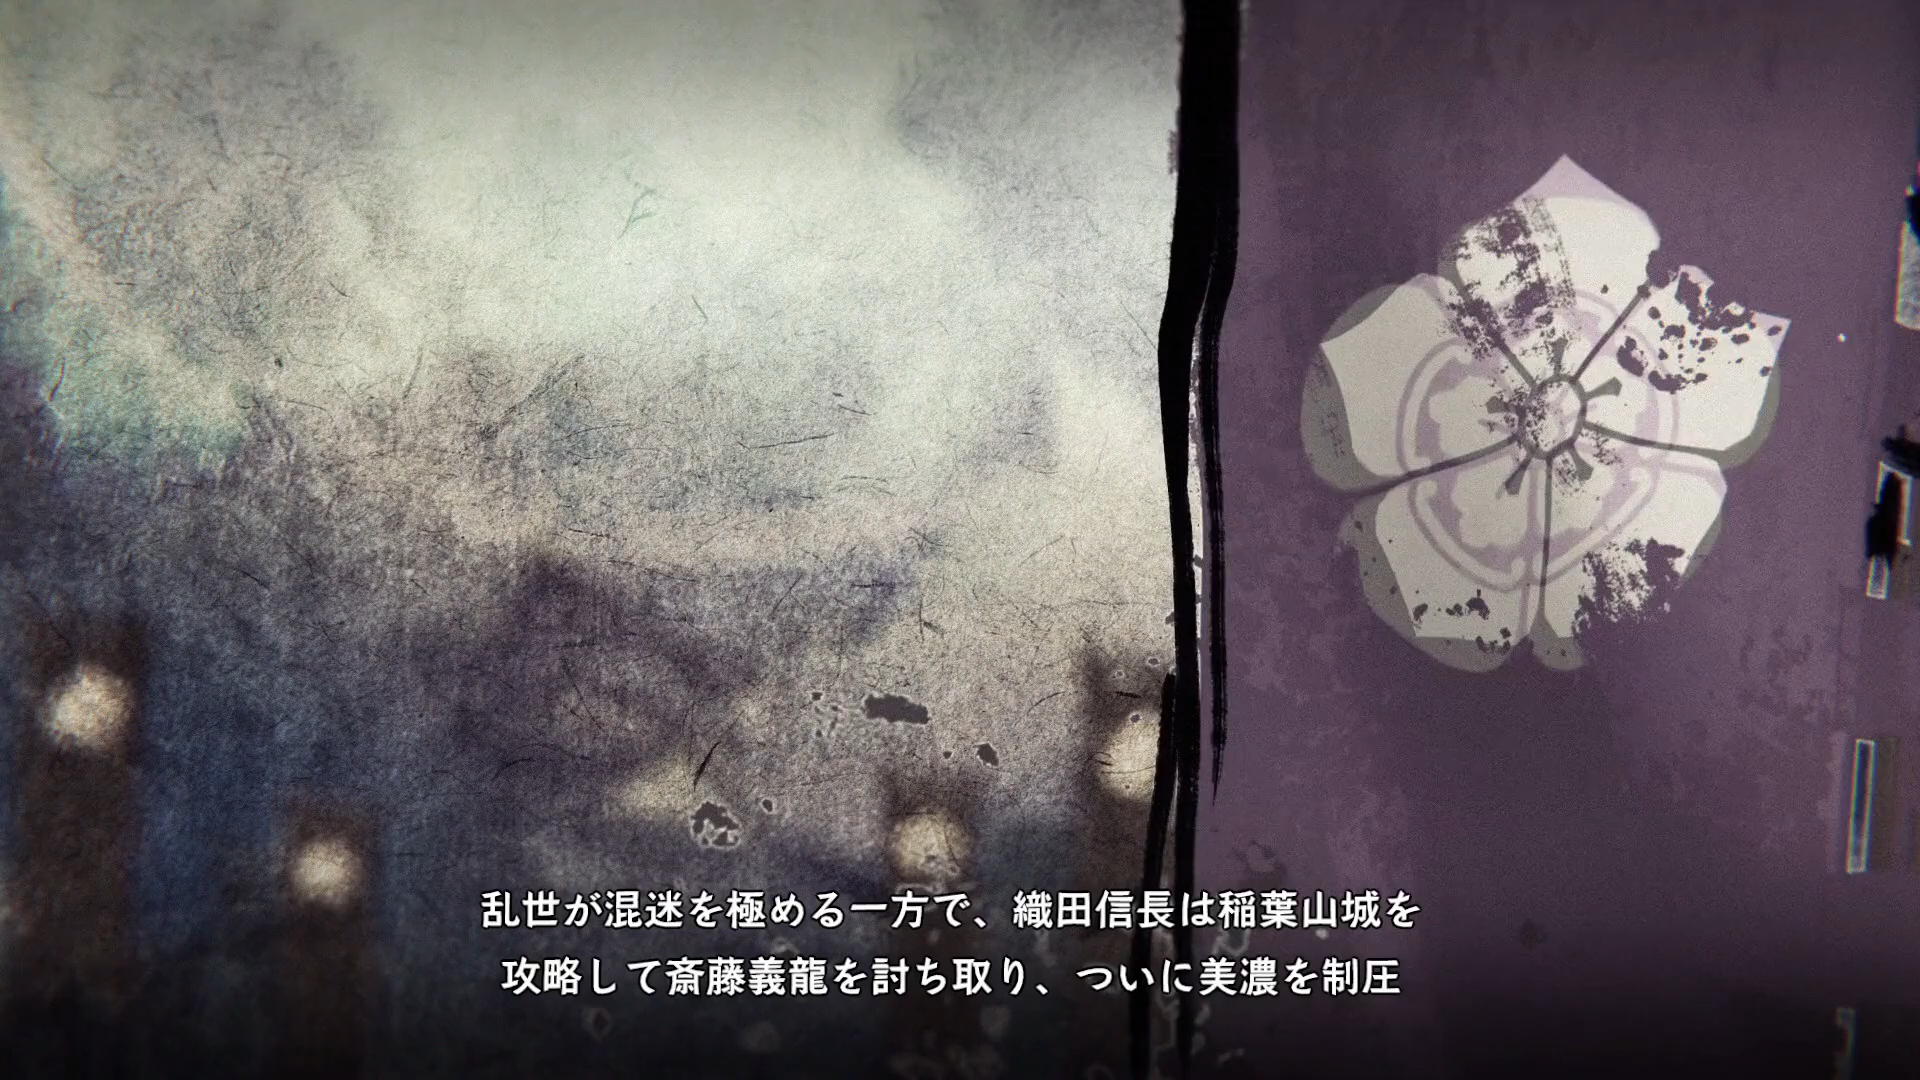 乱世が混迷を極める一方で、織田信長は稲葉山城を
攻略して斎藤義龍を討ち取り、ついに美濃を制圧